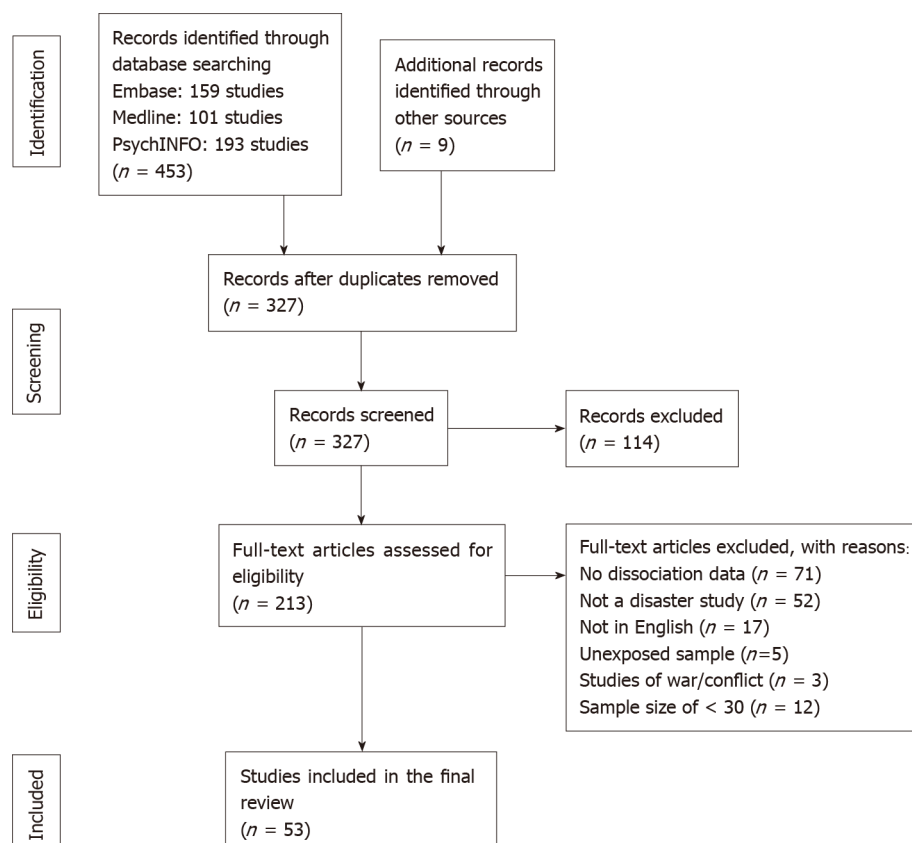 Identification
Records identified through
database searching
Embase: 159 studies
Medline: 101 studies
PsychINFO: 193 studies
(n = 453)
Additional records
identified through
other sources
(n = 9)
Records after duplicates removed
(n = 327)
Screening
Records screened
(n = 327)
Records excluded
(n = 114)
Eligibility
Full-text articles assessed for
eligibility
(n = 213)
Full-text articles excluded, with reasons:
No dissociation data (n = 71)
Not a disaster study (n = 52)
Not in English (n = 17)
Unexposed sample (n=5)
Studies of war/conflict (n = 3)
Sample size of < 30 (n = 12)
Included
Studies included in the final
review
(n = 53)